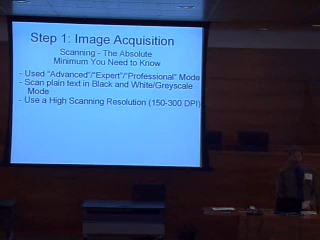 Step 1: Image Acquisition
Scanning - The Absolute
Minimum You Need to Know
- Used "Advanced"/"Expert"/"Professional" Mode
- Scan plain text in Black and White/Greyscale
Mode
- Use a High Scanning Resolution (150-300 DPI)